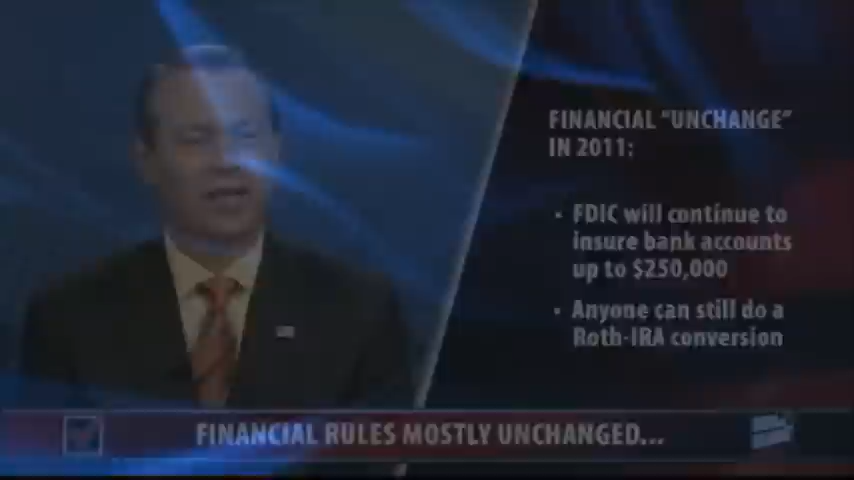 FINANCIAL "UNCHANGE"
IN 2011:
• FDIC will continue to
insure bank accounts
up to $250,000
• Anyone can still do a
Roth-IRA conversion
FINANCIAL RULES MOSTLY UNCHANGED...